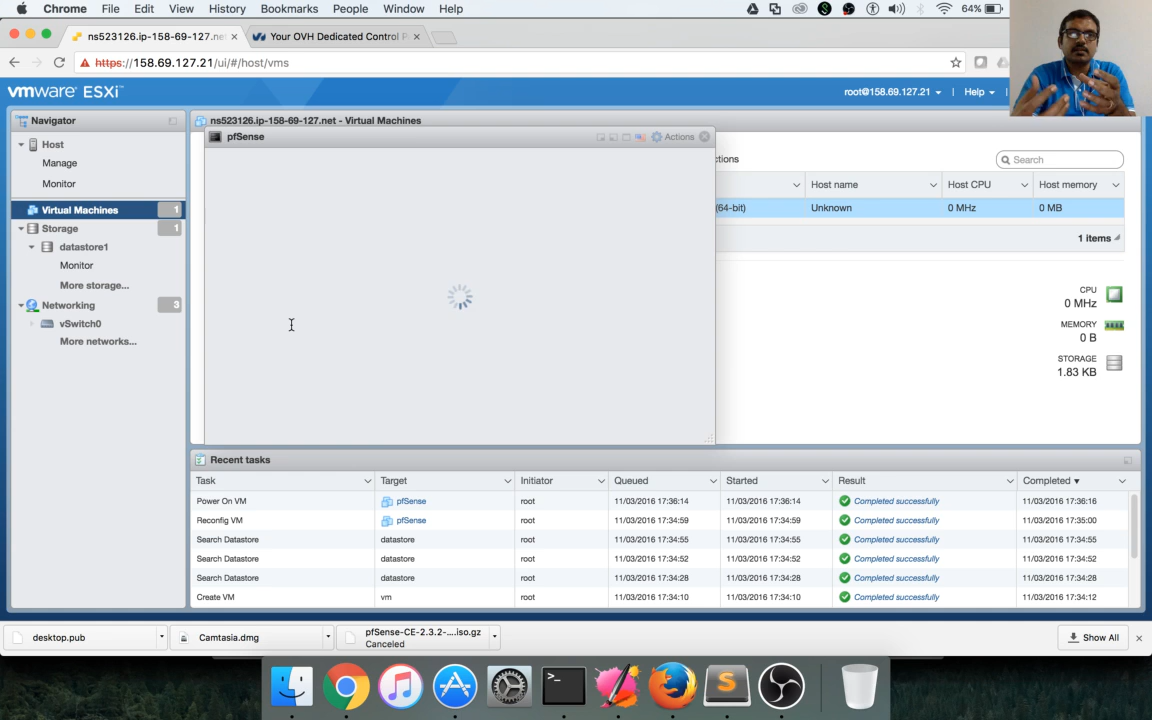 Chrome File Edit View History Bookmarks People Window Help 64%
ns523126.ip-158-69-127.ne Your OVH Dedicated Control
https://158.69.127.21/ui/#/host/vms
vmware ESXi root@158.69.127.21 Help
Navigator
ns523126.ip-158-69-127.net - Virtual Machines
pfSense Actions
Host
Manage
Monitor
Virtual Machines 1
Storage 1
datastore1
Monitor
More storage...
Networking 3
vSwitch0
More networks...
ctions Search
Host name Host CPU Host memory
(64-bit) Unknown 0 MHz 0 MB
1 items
CPU
0 MHz
MEMORY
0 B
STORAGE
1.83 KB
Recent tasks
Task Target Initiator Queued Started Result Completed
Power On VM pfSense root 11/03/2016 17:36:14 11/03/2016 17:36:14 Completed successfully 11/03/2016 17:36:16
Reconfig VM pfSense root 11/03/2016 17:34:59 11/03/2016 17:34:59 Completed successfully 11/03/2016 17:35:00
Search Datastore datastore root 11/03/2016 17:34:55 11/03/2016 17:34:55 Completed successfully 11/03/2016 17:34:55
Search Datastore datastore root 11/03/2016 17:34:52 11/03/2016 17:34:52 Completed successfully 11/03/2016 17:34:52
Search Datastore datastore root 11/03/2016 17:34:28 11/03/2016 17:34:28 Completed successfully 11/03/2016 17:34:28
Create VM vm root 11/03/2016 17:34:10 11/03/2016 17:34:10 Completed successfully 11/03/2016 17:34:12
desktop.pub Camtasia.dmg pfSense-CE-2.3.2-....iso.gz Show All
Canceled